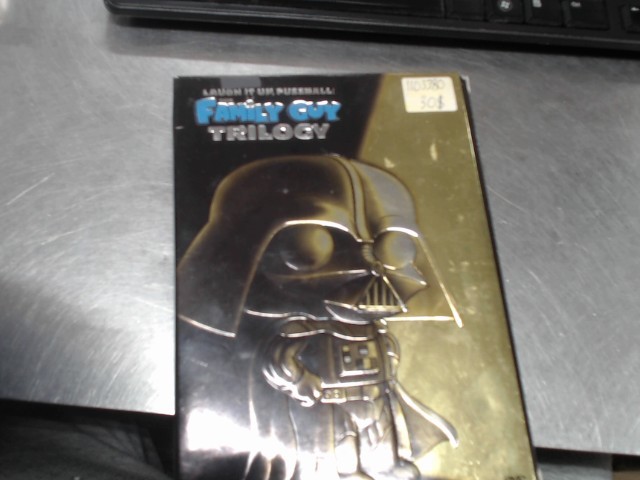 LAUGH IT UP, FUZZBALL:
FAMILY GUY
TRILOGY
30$